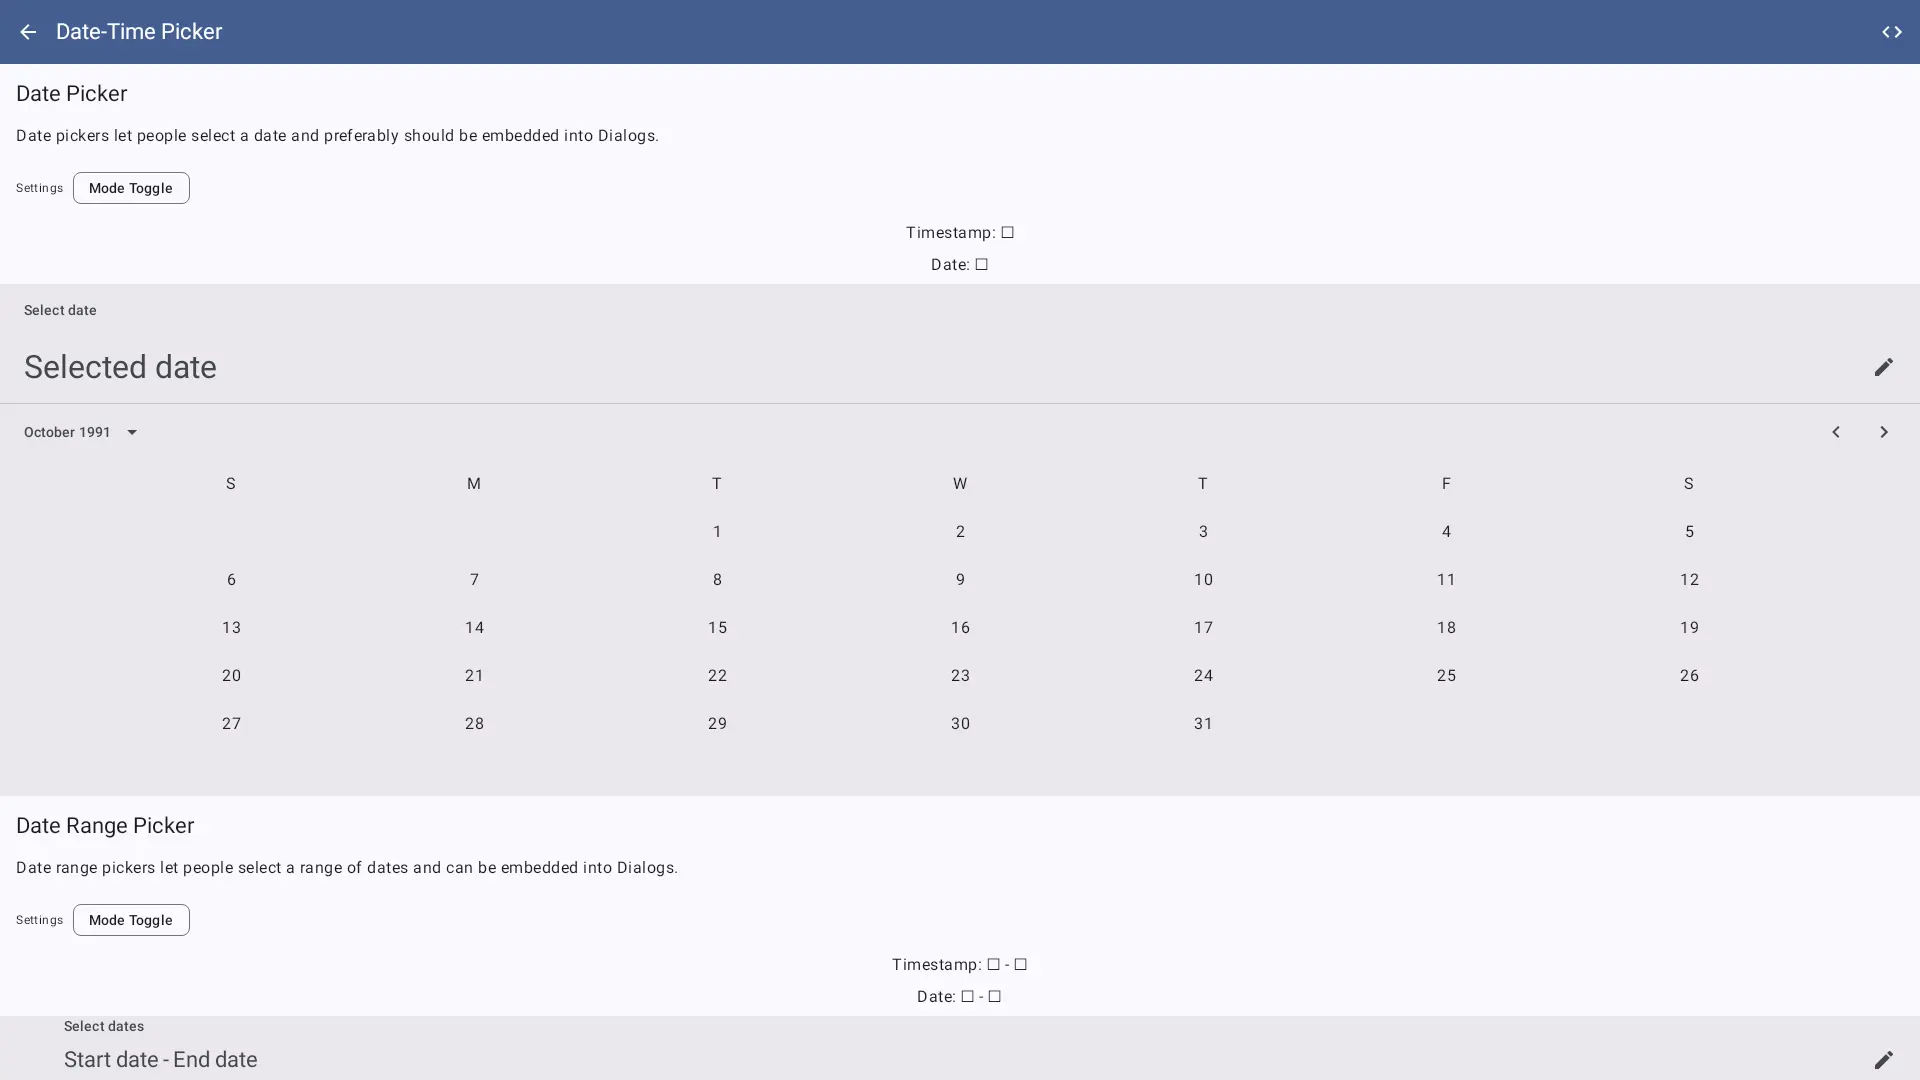 Date-Time Picker
Date Picker
Date pickers let people select a date and preferably should be embedded into Dialogs.
Settings Mode Toggle
Timestamp: ☐
Date: ☐
Select date
Selected date
October 1991
S M T W T F S
1 2 3 4 5
6 7 8 9 10 11 12
13 14 15 16 17 18 19
20 21 22 23 24 25 26
27 28 29 30 31
Date Range Picker
Date range pickers let people select a range of dates and can be embedded into Dialogs.
Settings Mode Toggle
Timestamp: ☐ - ☐
Date: ☐ - ☐
Select dates
Start date - End date